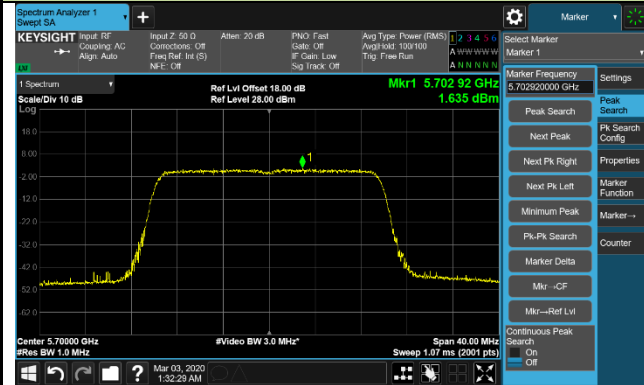 Spectrum Analyzer 1
Swept SA
Marker
KEYSIGHT
Input: RF
Coupling: AC
Align: Auto
Input Z: 50 Ω
Corrections: Off
Freq Ref: Int (S)
NFE: Off
Atten: 20 dB
PNO: Fast
Gate: Off
IF Gain: Low
Sig Track: Off
Avg Type: Power (RMS)
Avg|Hold: 100/100
Trig: Free Run
1 2 3 4 5 6
A W W W W W
A N N N N N
Select Marker
Marker 1
1 Spectrum
Scale/Div 10 dB
Log
Ref Lvl Offset 18.00 dB
Ref Level 28.00 dBm
Mkr1 5.702 92 GHz
1.635 dBm
Marker Frequency
5.702920000 GHz
Settings
Peak Search
Peak
Search
Next Peak
Pk Search
Config
Next Pk Right
Properties
Next Pk Left
Marker
Function
Minimum Peak
Marker→
Pk-Pk Search
Counter
Marker Delta
Mkr→CF
Mkr→Ref Lvl
Continuous Peak
Search
On
Off
18.0
8.00
-2.00
-12.0
-22.0
-32.0
-42.0
-52.0
-62.0
1
Center 5.70000 GHz
#Res BW 1.0 MHz
#Video BW 3.0 MHz*
Span 40.00 MHz
Sweep 1.07 ms (2001 pts)
?
Mar 03, 2020
1:32:29 AM